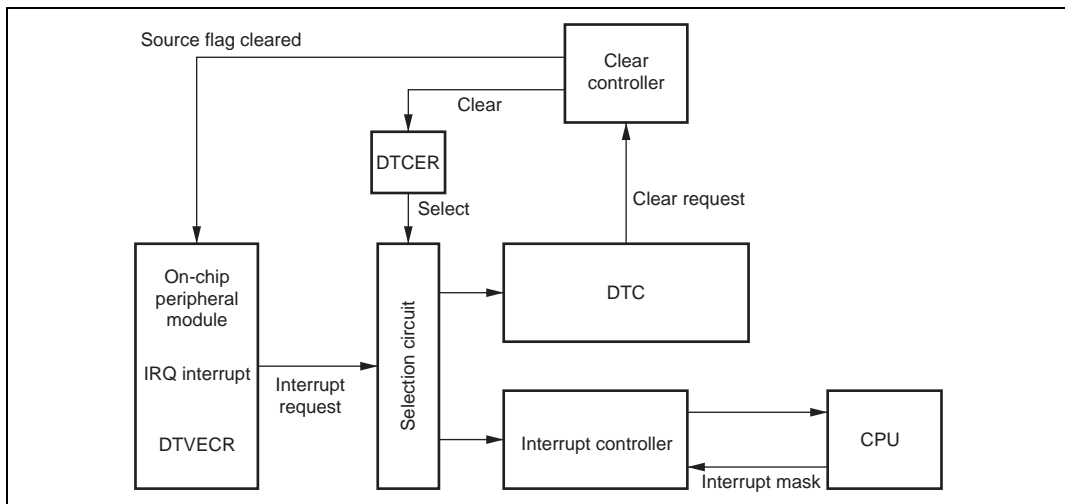 Source flag cleared
Clear
controller
Clear
DTCER
Select
Clear request
On-chip
peripheral
module
IRQ interrupt
DTVECR
Interrupt
request
Selection circuit
DTC
Interrupt controller
CPU
Interrupt mask